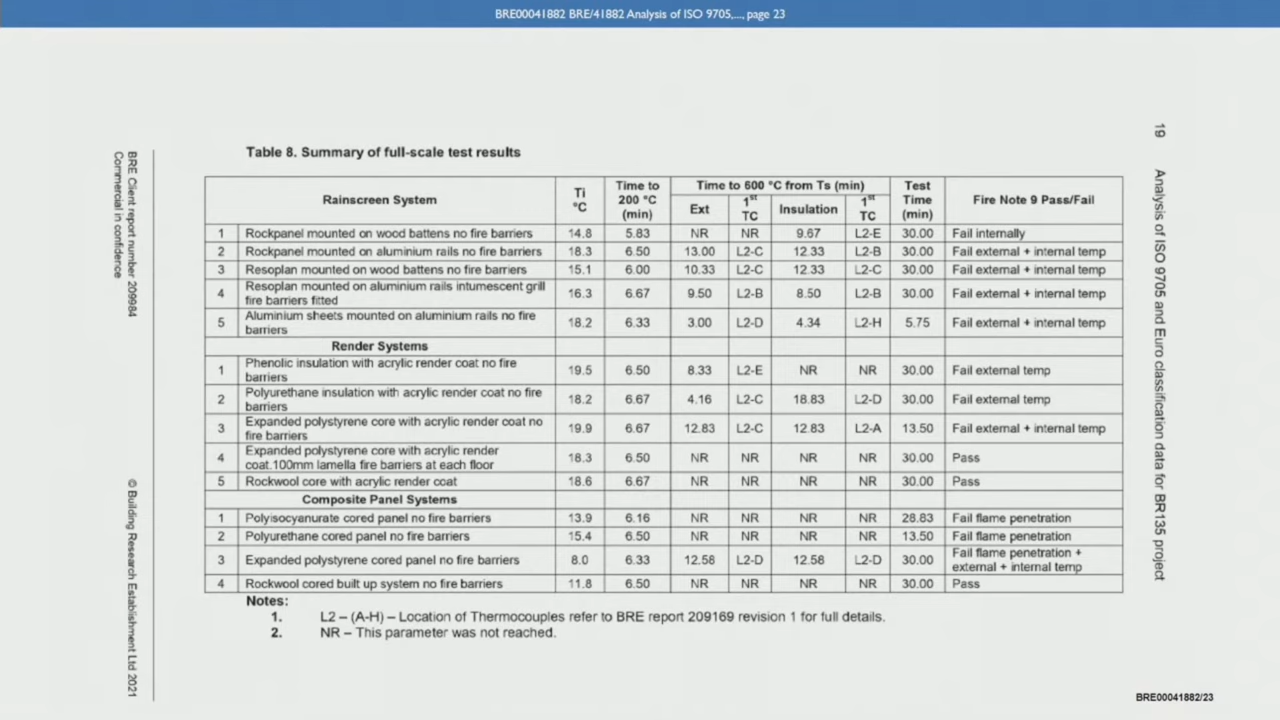 BRE00041882 BRE/41882 Analysis of ISO 9705,..., page 23
19 Analysis of ISO 9705 and Euro classification data for BR135 project
Table 8. Summary of full-scale test results
Rainscreen System Ti °C Time to 200 °C (min) Time to 600 °C from Ts (min) Test Time (min) Fire Note 9 Pass/Fail
Ext 1st TC Insulation 1st TC
1 Rockpanel mounted on wood battens no fire barriers 14.8 5.83 NR NR 9.67 L2-E 30.00 Fail internally
2 Rockpanel mounted on aluminium rails no fire barriers 18.3 6.50 13.00 L2-C 12.33 L2-B 30.00 Fail external + internal temp
3 Resoplan mounted on wood battens no fire barriers 15.1 6.00 10.33 L2-C 12.33 L2-C 30.00 Fail external + internal temp
4 Resoplan mounted on aluminium rails intumescent grill fire barriers fitted 16.3 6.67 9.50 L2-B 8.50 L2-B 30.00 Fail external + internal temp
5 Aluminium sheets mounted on aluminium rails no fire barriers 18.2 6.33 3.00 L2-D 4.34 L2-H 5.75 Fail external + internal temp
Render Systems
1 Phenolic insulation with acrylic render coat no fire barriers 19.5 6.50 8.33 L2-E NR NR 30.00 Fail external temp
2 Polyurethane insulation with acrylic render coat no fire barriers 18.2 6.67 4.16 L2-C 18.83 L2-D 30.00 Fail external temp
3 Expanded polystyrene core with acrylic render coat no fire barriers 19.9 6.67 12.83 L2-C 12.83 L2-A 13.50 Fail external + internal temp
4 Expanded polystyrene core with acrylic render coat.100mm lamella fire barriers at each floor 18.3 6.50 NR NR NR NR 30.00 Pass
5 Rockwool core with acrylic render coat 18.6 6.67 NR NR NR NR 30.00 Pass
Composite Panel Systems
1 Polyisocyanurate cored panel no fire barriers 13.9 6.16 NR NR NR NR 28.83 Fail flame penetration
2 Polyurethane cored panel no fire barriers 15.4 6.50 NR NR NR NR 13.50 Fail flame penetration
3 Expanded polystyrene cored panel no fire barriers 8.0 6.33 12.58 L2-D 12.58 L2-D 30.00 Fail flame penetration + external + internal temp
4 Rockwool cored built up system no fire barriers 11.8 6.50 NR NR NR NR 30.00 Pass
Notes:
1. L2 – (A-H) – Location of Thermocouples refer to BRE report 209169 revision 1 for full details.
2. NR – This parameter was not reached.
BRE Client report number 209984
Commercial in confidence
© Building Research Establishment Ltd 2021
BRE00041882/23